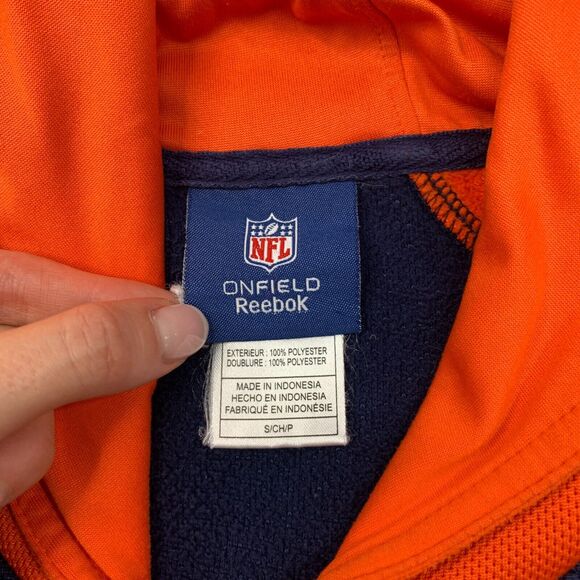 NFL
ONFIELD
Reebok
EXTERIEUR : 100% POLYESTER
DOUBLURE : 100% POLYESTER
MADE IN INDONESIA
HECHO EN INDONESIA
FABRIQUÉ EN INDONÉSIE
S/CH/P